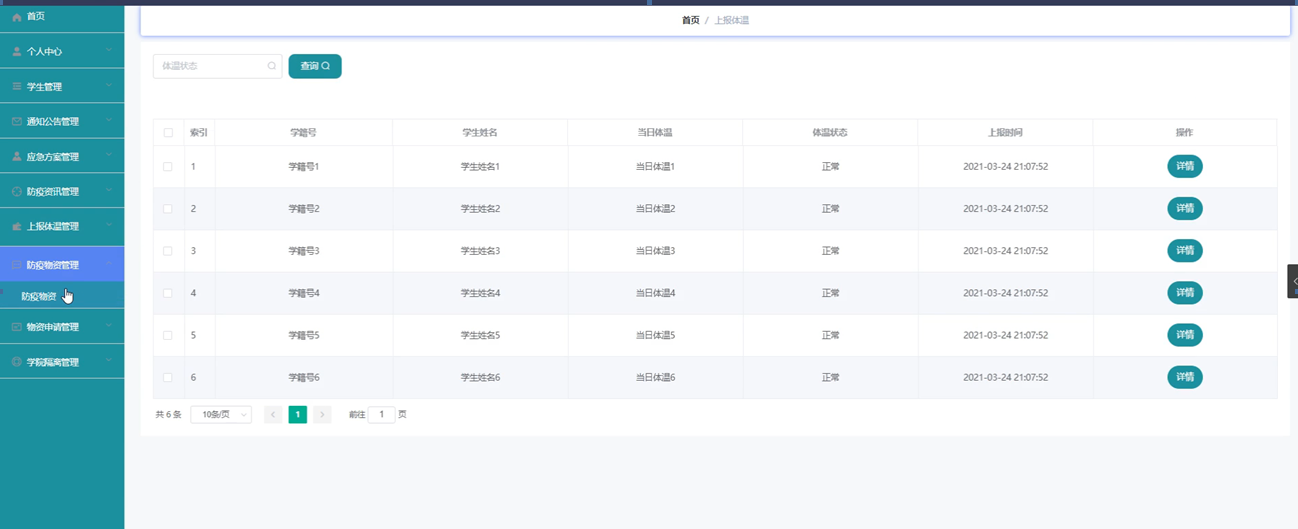 首页
个人中心
学生管理
通知公告管理
应急方案管理
防疫资讯管理
上报体温管理
防疫物资管理
防疫物资
物资申请管理
学院隔离管理
首页 / 上报体温
体温状态
查询
索引 学籍号 学生姓名 当日体温 体温状态 上报时间 操作
1 学籍号1 学生姓名1 当日体温1 正常 2021-03-24 21:07:52 详情
2 学籍号2 学生姓名2 当日体温2 正常 2021-03-24 21:07:52 详情
3 学籍号3 学生姓名3 当日体温3 正常 2021-03-24 21:07:52 详情
4 学籍号4 学生姓名4 当日体温4 正常 2021-03-24 21:07:52 详情
5 学籍号5 学生姓名5 当日体温5 正常 2021-03-24 21:07:52 详情
6 学籍号6 学生姓名6 当日体温6 正常 2021-03-24 21:07:52 详情
共 6 条 10条/页 1 前往 1 页